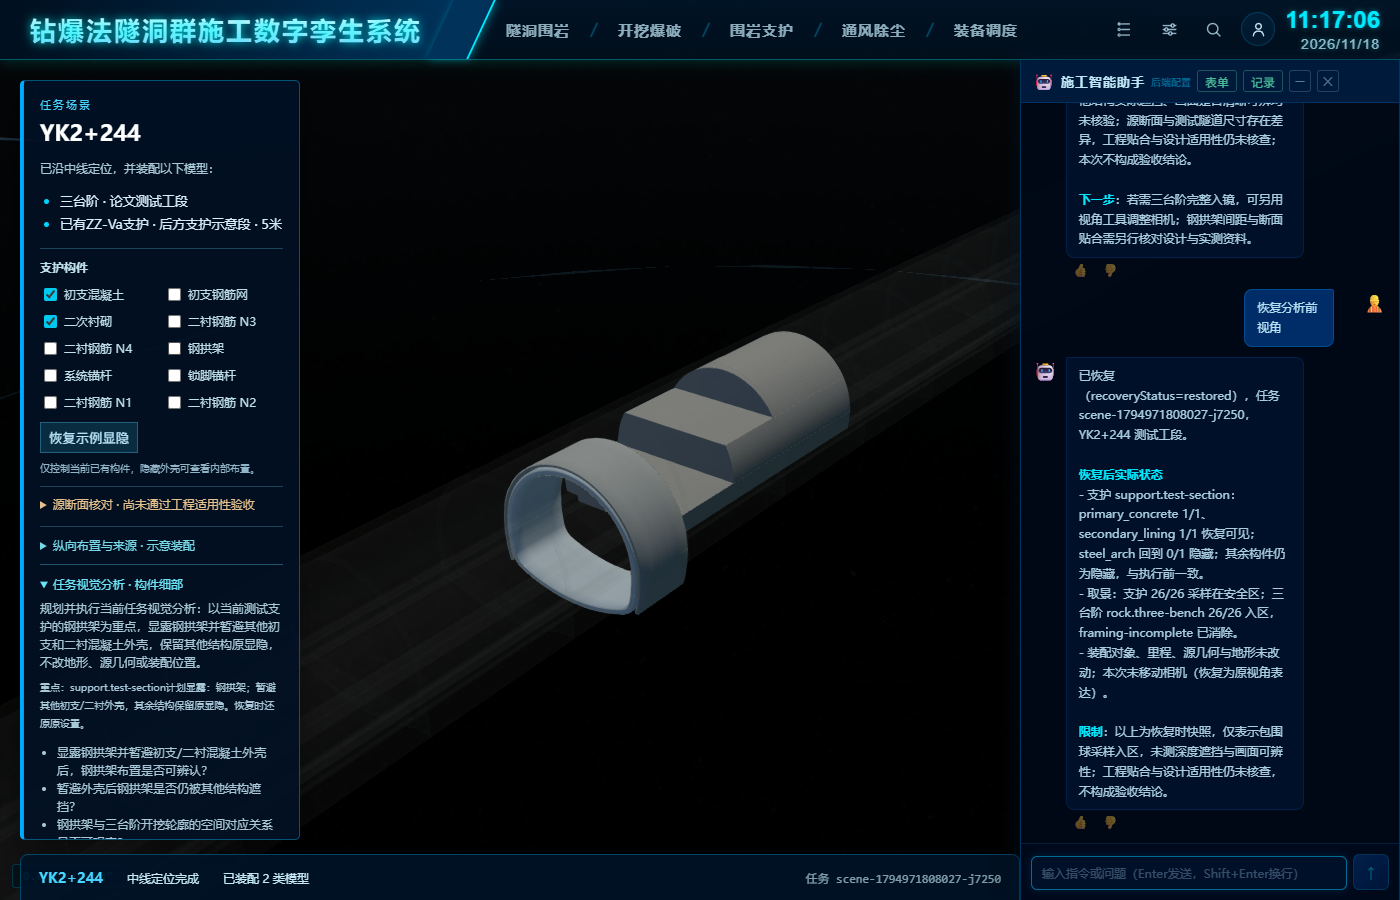 钻爆法隧洞群施工数字孪生系统
隧洞围岩 / 开挖爆破 / 围岩支护 / 通风除尘 / 装备调度
11:17:06
2026/11/18
任务场景
YK2+244
已沿中线定位，并装配以下模型：
三台阶 · 论文测试工段
已有ZZ-Va支护 · 后方支护示意段 · 5米
支护构件
初支混凝土 初支钢筋网
二次衬砌 二衬钢筋 N3
二衬钢筋 N4 钢拱架
系统锚杆 锁脚锚杆
二衬钢筋 N1 二衬钢筋 N2
恢复示例显隐
仅控制当前已有构件，隐藏外壳可查看内部布置。
源断面核对 · 尚未通过工程适用性验收
纵向布置与来源 · 示意装配
任务视觉分析 · 构件细部
规划并执行当前任务视觉分析：以当前测试支
护的钢拱架为重点，显露钢拱架并暂避其他初
支和二衬混凝土外壳，保留其他结构原显隐，
不改地形、源几何或装配位置。
重点：support.test-section计划显露：钢拱架；暂避
其他初支/二衬外壳，其余结构保留原显隐。恢复时还
原原设置。
显露钢拱架并暂避初支/二衬混凝土外壳
后，钢拱架布置是否可辨认？
暂避外壳后钢拱架是否仍被其他结构遮
挡？
钢拱架与三台阶开挖轮廓的空间对应关系
YK2+244 中线定位完成 已装配 2 类模型
任务 scene-1794971808027-j7250
施工智能助手 后端配置 表单 记录
未核验；源断面与测试隧道尺寸存在差
异，工程贴合与设计适用性仍未核查；
本次不构成验收结论。
下一步：若需三台阶完整入镜，可另用
视角工具调整相机；钢拱架间距与断面
贴合需另行核对设计与实测资料。
恢复分析前
视角
已恢复
（recoveryStatus=restored），任务
scene-1794971808027-j7250，
YK2+244 测试工段。
恢复后实际状态
- 支护 support.test-section：
primary_concrete 1/1、
secondary_lining 1/1 恢复可见；
steel_arch 回到 0/1 隐藏；其余构件仍
为隐藏，与执行前一致。
- 取景：支护 26/26 采样在安全区；三
台阶 rock.three-bench 26/26 入区，
framing-incomplete 已消除。
- 装配对象、里程、源几何与地形未改
动；本次未移动相机（恢复为原视角表
达）。
限制：以上为恢复时快照，仅表示包围
球采样入区，未测深度遮挡与画面可辨
性；工程贴合与设计适用性仍未核查，
不构成验收结论。
输入指令或问题（Enter发送，Shift+Enter换行）